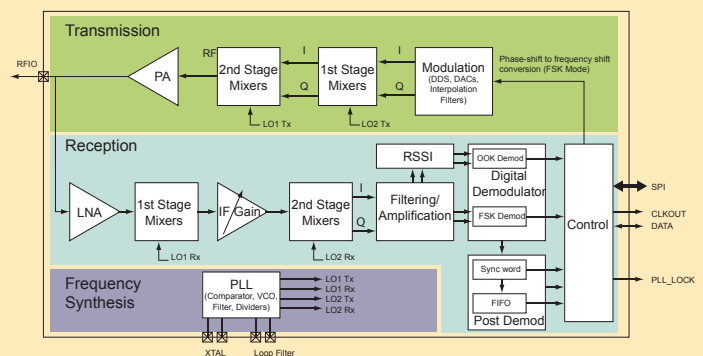 Transmission
RFIO
PA
RF
2nd Stage
Mixers
I
Q
1st Stage
Mixers
I
Q
Modulation
(DDS, DACs,
Interpolation
Filters)
Phase-shift to frequency shift
conversion (FSK Mode)
LO1 Tx
LO2 Tx
Reception
LNA
1st Stage
Mixers
LO1 Rx
IF Gain
2nd Stage
Mixers
LO2 Rx
I
Q
RSSI
Filtering/
Amplification
OOK Demod
Digital
Demodulator
FSK Demod
Sync word
FIFO
Post Demod
Control
SPI
CLKOUT
DATA
PLL_LOCK
Frequency
Synthesis
PLL
(Comparator, VCO,
Filter, Dividers)
LO1 Tx
LO1 Rx
LO2 Tx
LO2 Rx
XTAL
Loop Filter